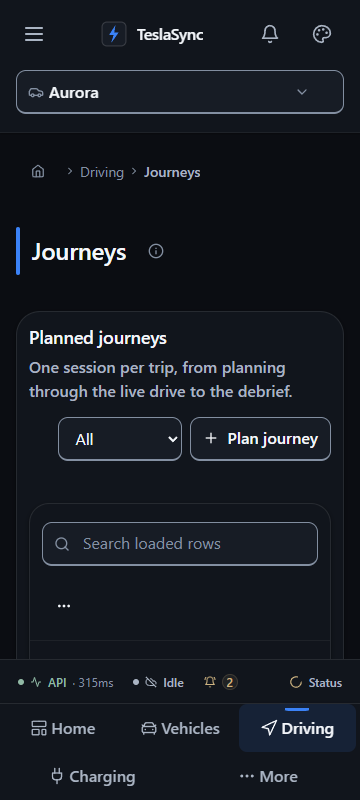 TeslaSync
Aurora
Driving
Journeys
Journeys
Planned journeys
One session per trip, from planning
through the live drive to the debrief.
All
Plan journey
Search loaded rows
API · 315ms
Idle
2
Status
Home
Vehicles
Driving
Charging
More